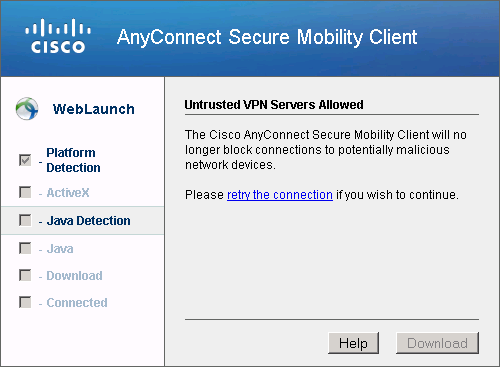 CISCO
AnyConnect Secure Mobility Client
WebLaunch
- Platform
Detection
- ActiveX
- Java Detection
- Java
- Download
- Connected
Untrusted VPN Servers Allowed
The Cisco AnyConnect Secure Mobility Client will no
longer block connections to potentially malicious
network devices.
Please retry the connection if you wish to continue.
Help
Download